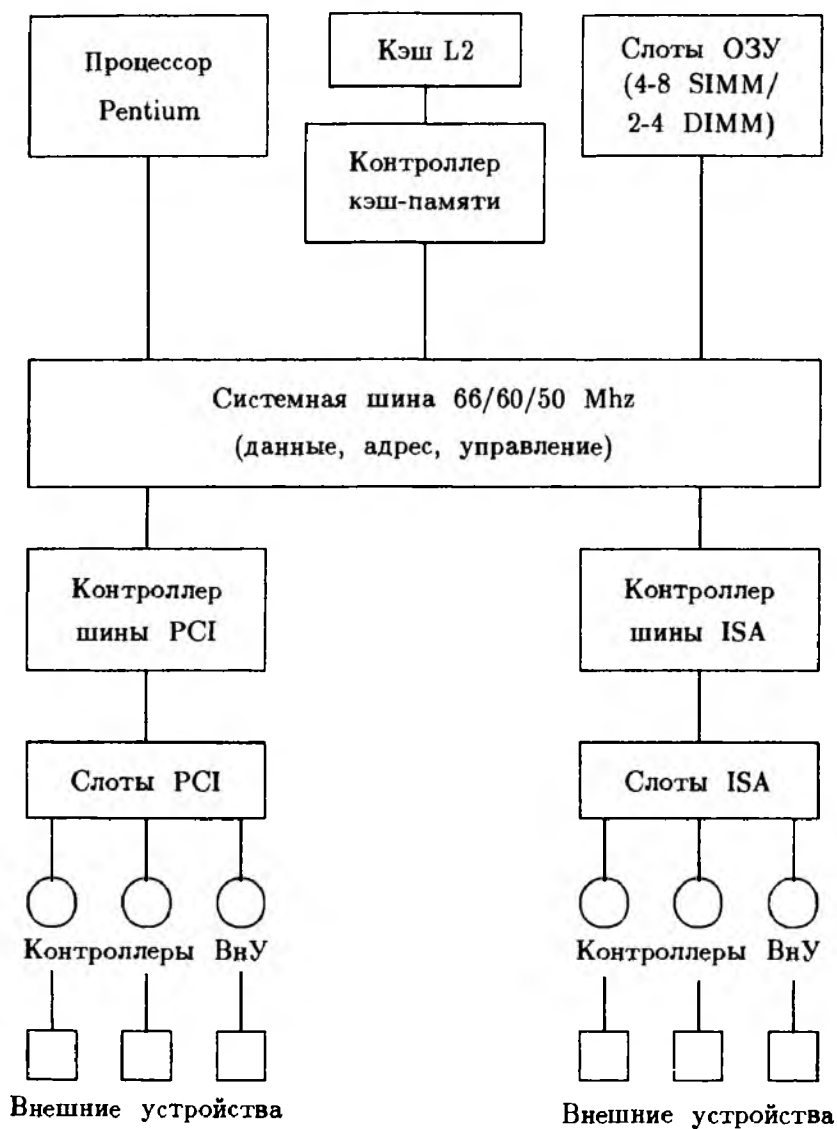 Процессор
Pentium
Кэш L2
Контроллер
кэш-памяти
Слоты ОЗУ
(4-8 SIMM/
2-4 DIMM)
Системная шина 66/60/50 Mhz
(данные, адрес, управление)
Контроллер
шины PCI
Контроллер
шины ISA
Слоты PCI
Слоты ISA
Контроллеры ВнУ
Контроллеры ВнУ
Внешние устройства
Внешние устройства